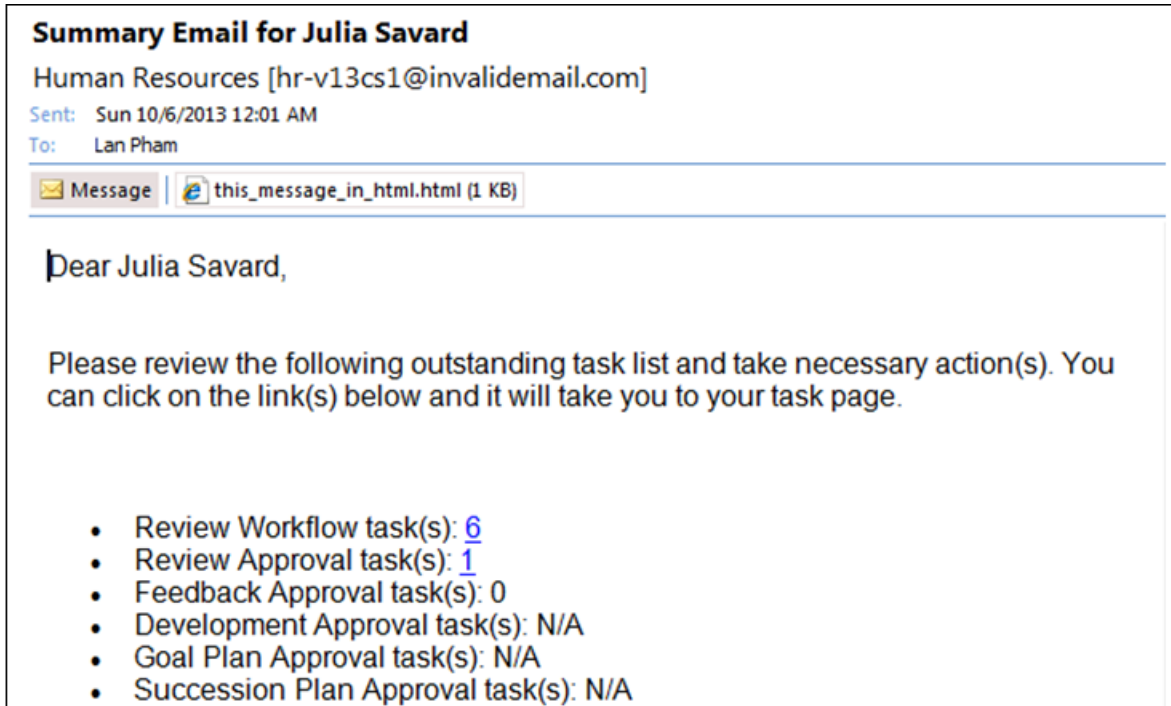 Summary Email for Julia Savard
Human Resources [hr-v13cs1@invalidemail.com]
Sent: Sun 10/6/2013 12:01 AM
To: Lan Pham
Message this_message_in_html.html (1 KB)
Dear Julia Savard,
Please review the following outstanding task list and take necessary action(s). You
can click on the link(s) below and it will take you to your task page.
• Review Workflow task(s): 6
• Review Approval task(s): 1
• Feedback Approval task(s): 0
• Development Approval task(s): N/A
• Goal Plan Approval task(s): N/A
• Succession Plan Approval task(s): N/A